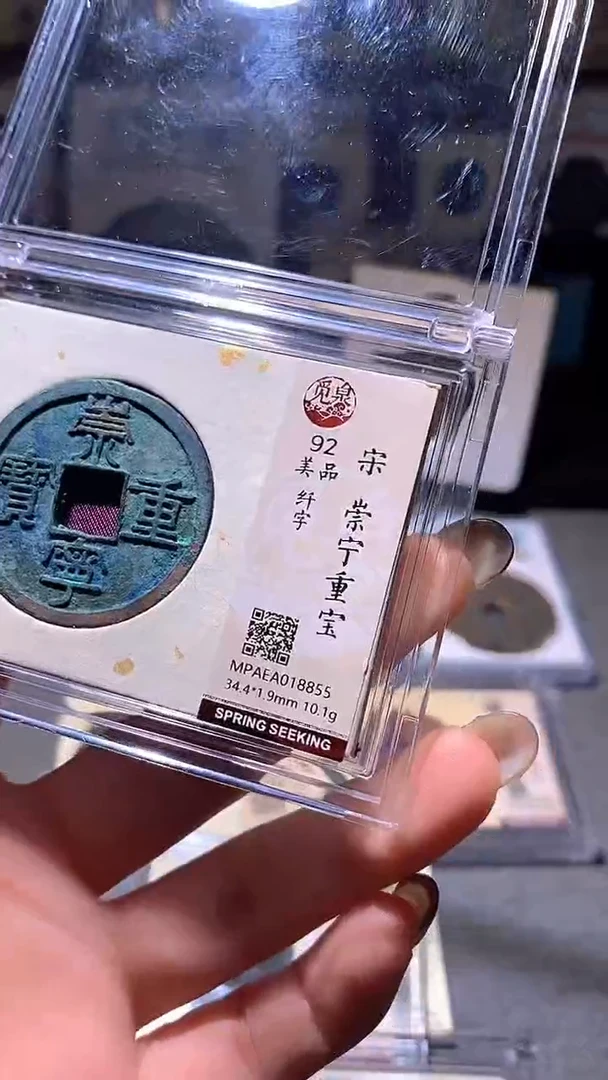 崇
寧
重
寶
觅泉
92
美品
纤字
宋
崇宁重宝
MPAEA018855
34.4*1.9mm 10.1g
SPRING SEEKING